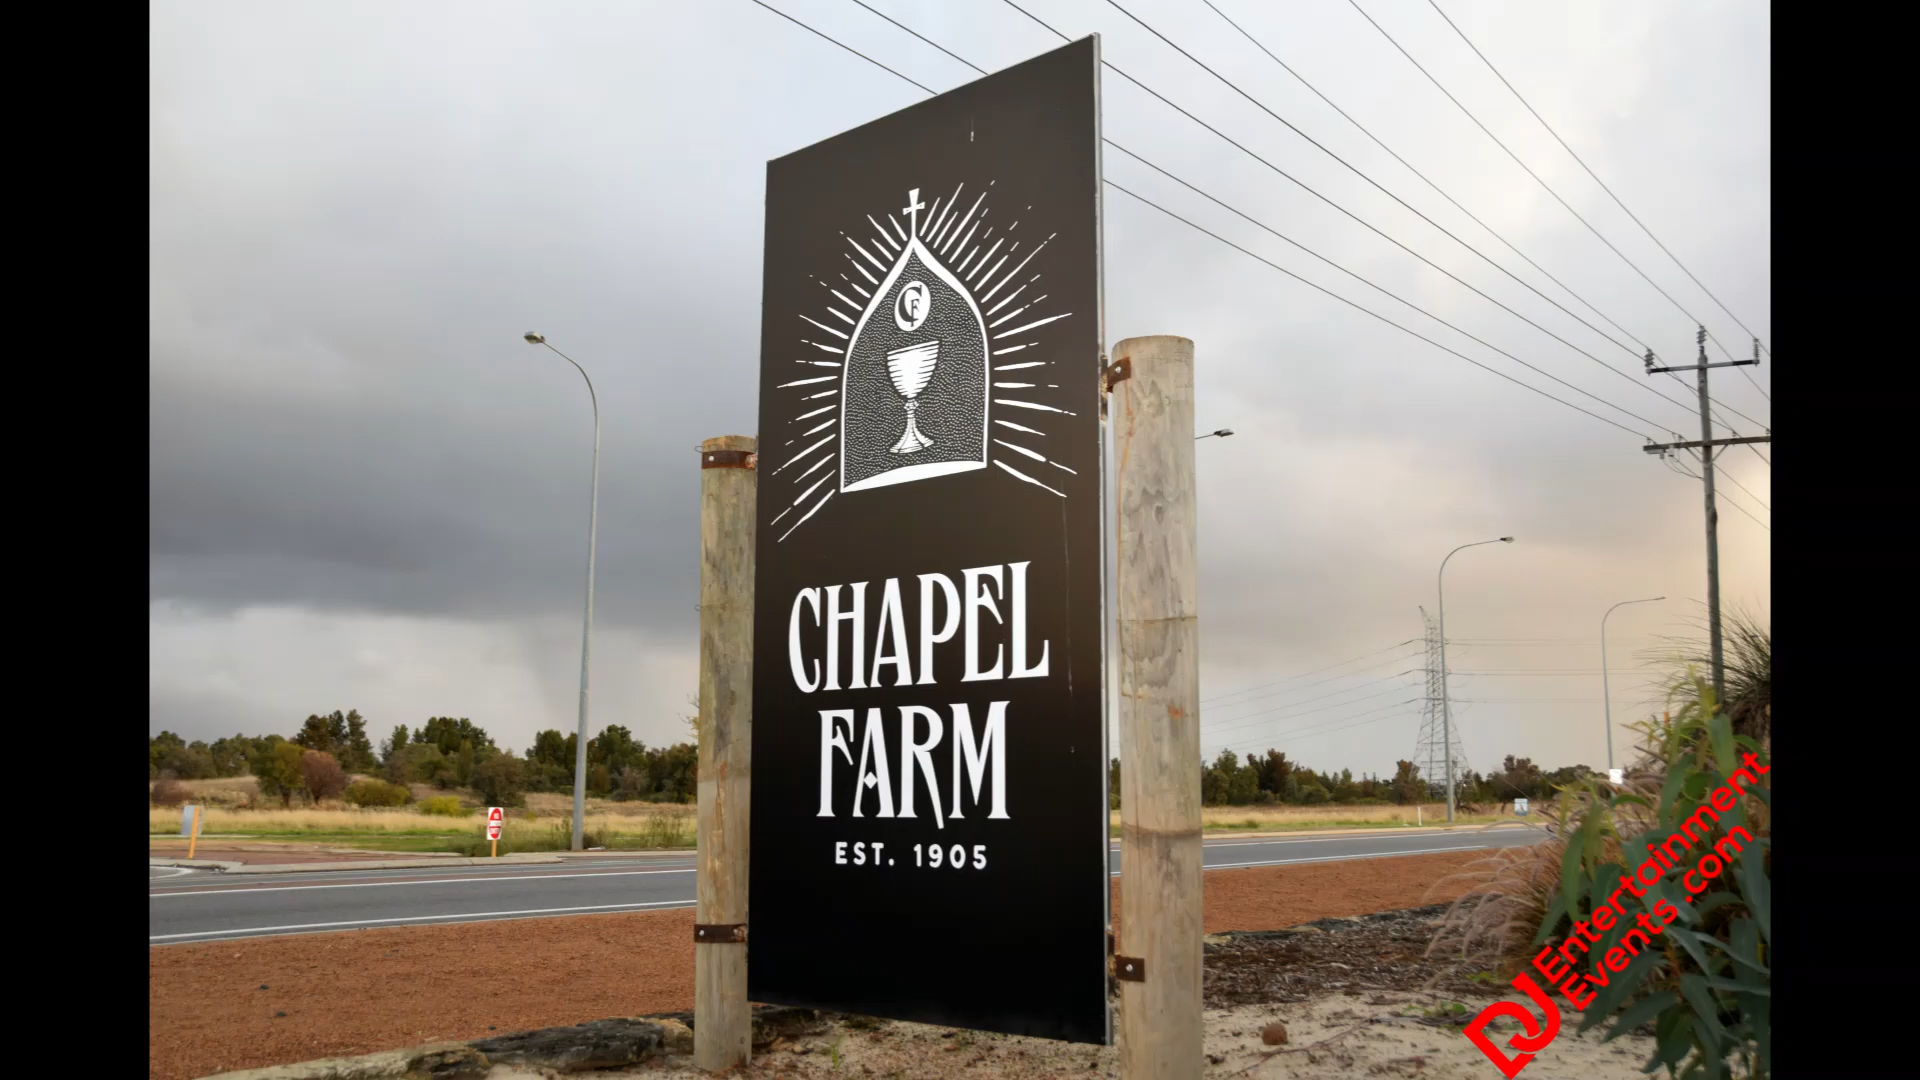 CF
CHAPEL
FARM
EST. 1905
DJ Entertainment
Events.com